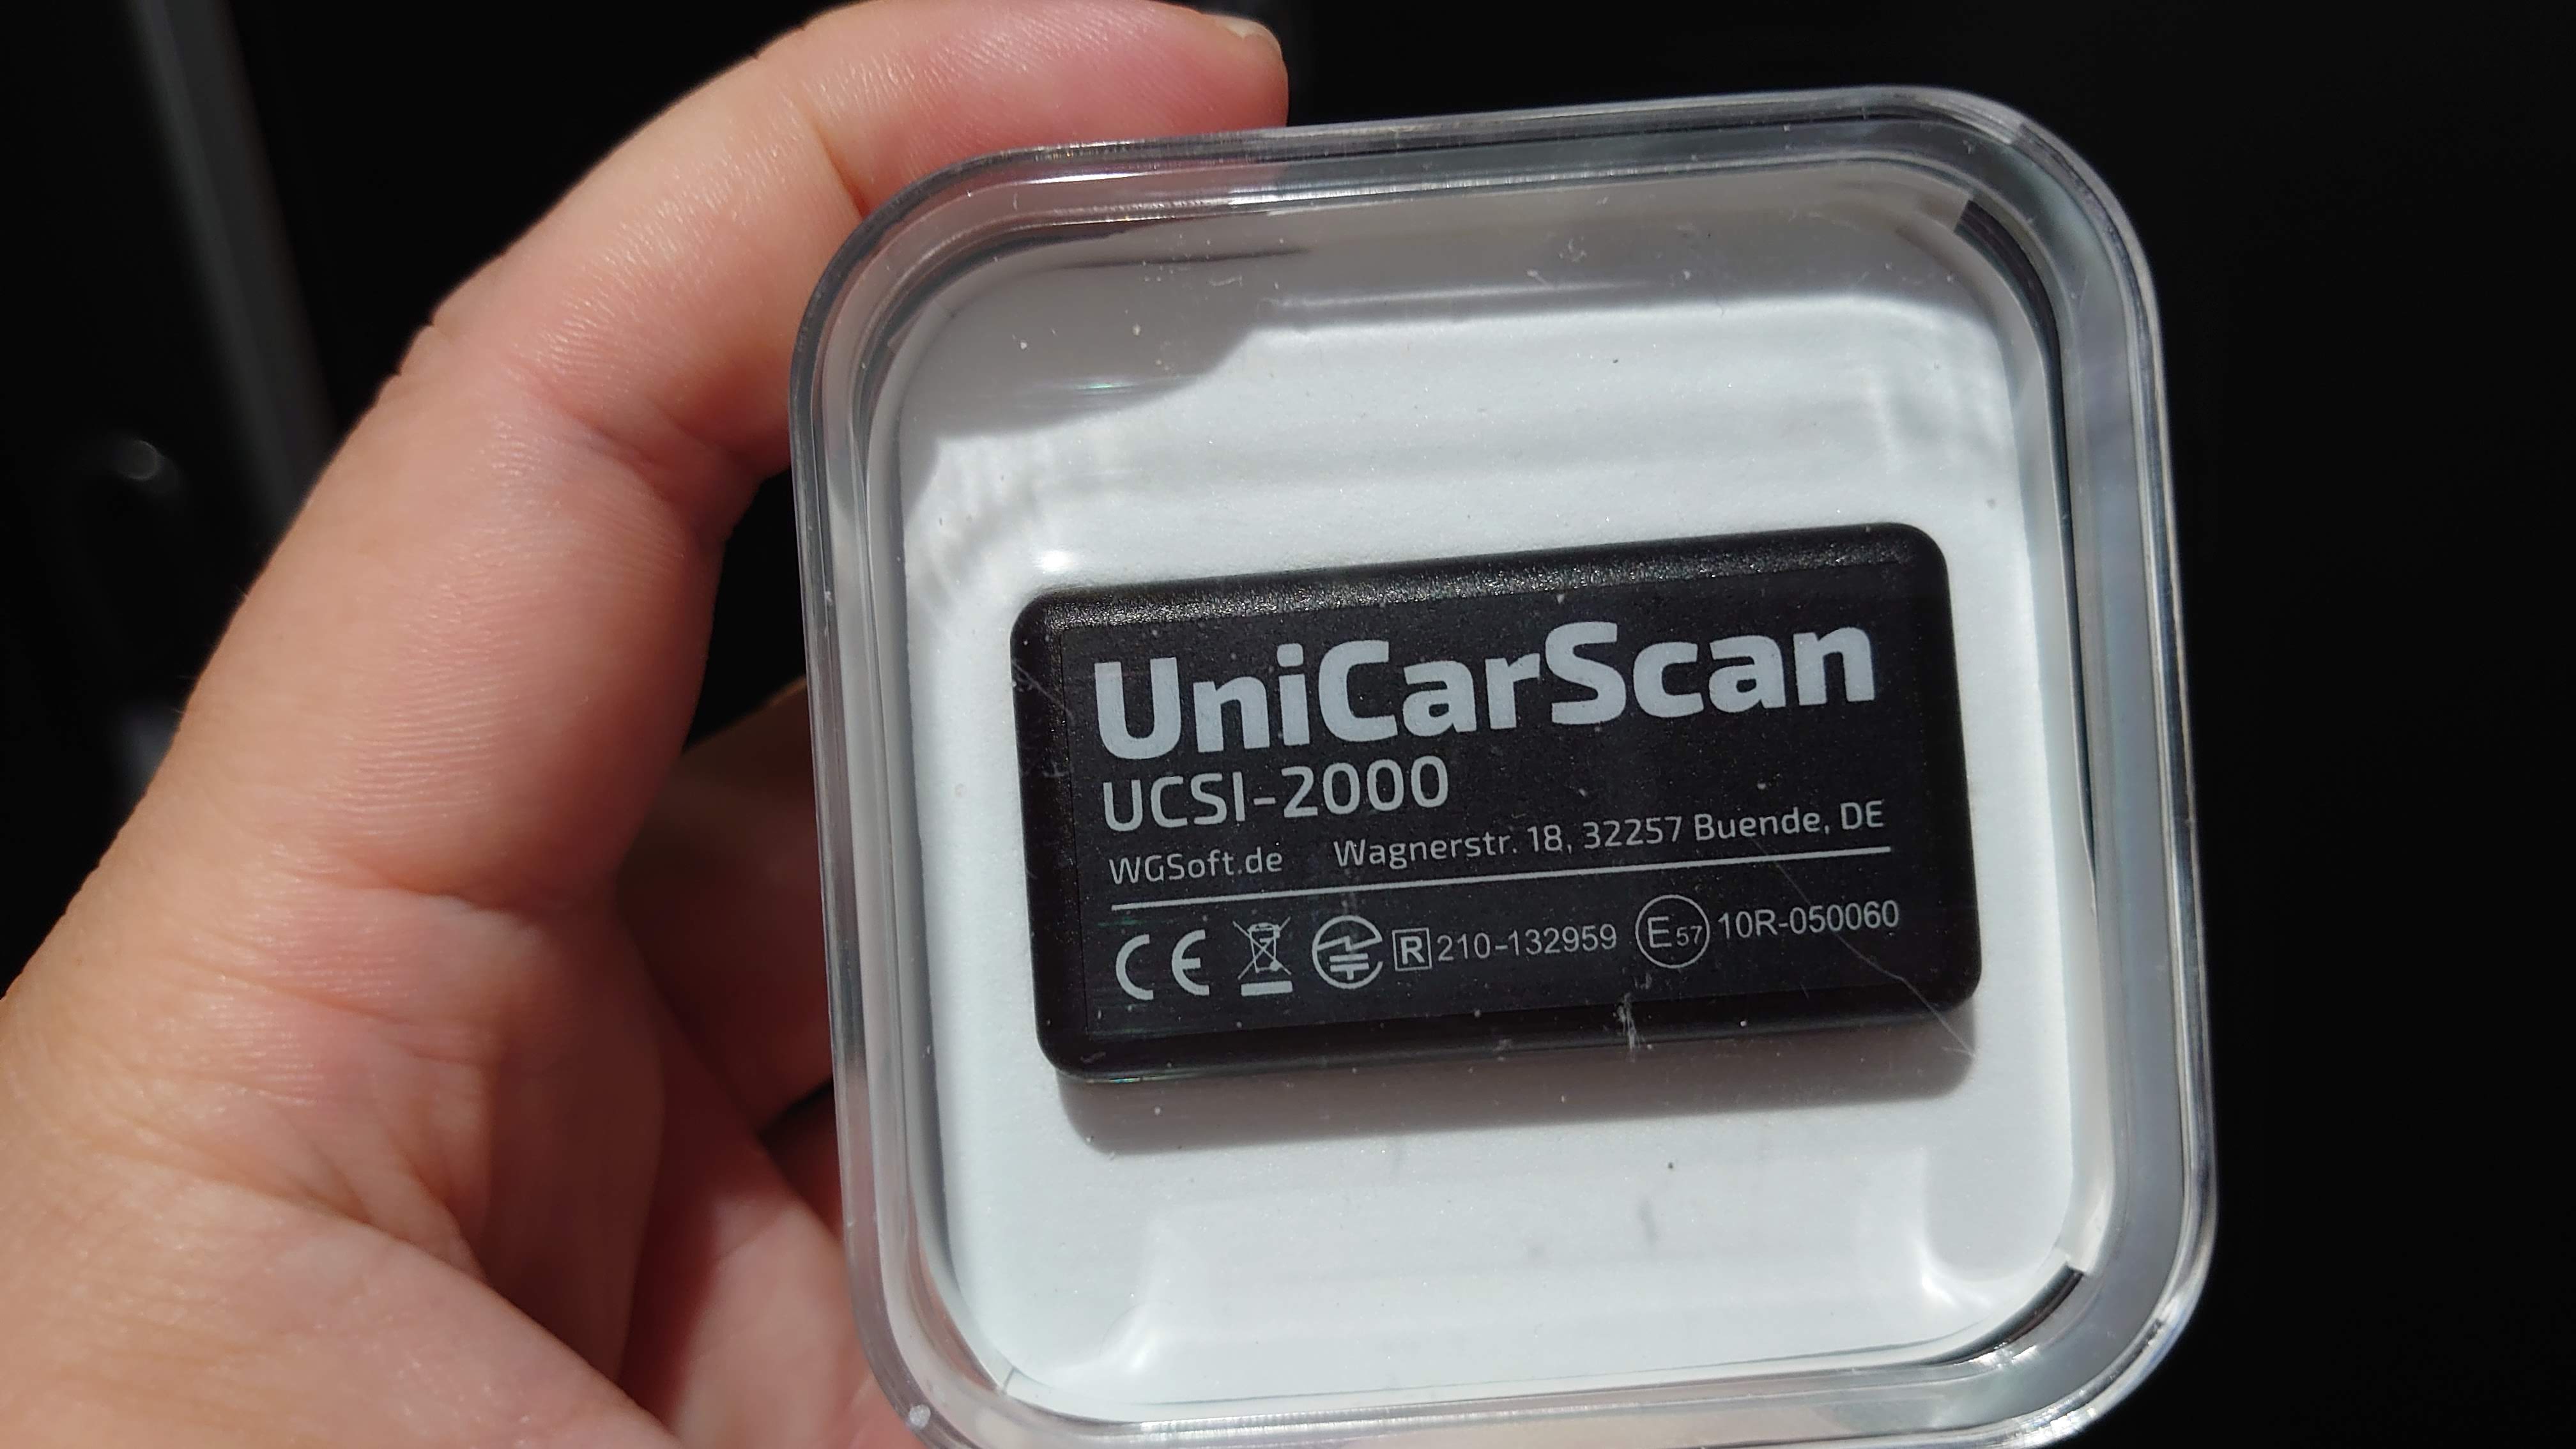 UniCarScan
UCSI-2000
WGSoft.de Wagnerstr. 18, 32257 Buende, DE
CE R 210-132959 E57 10R-050060